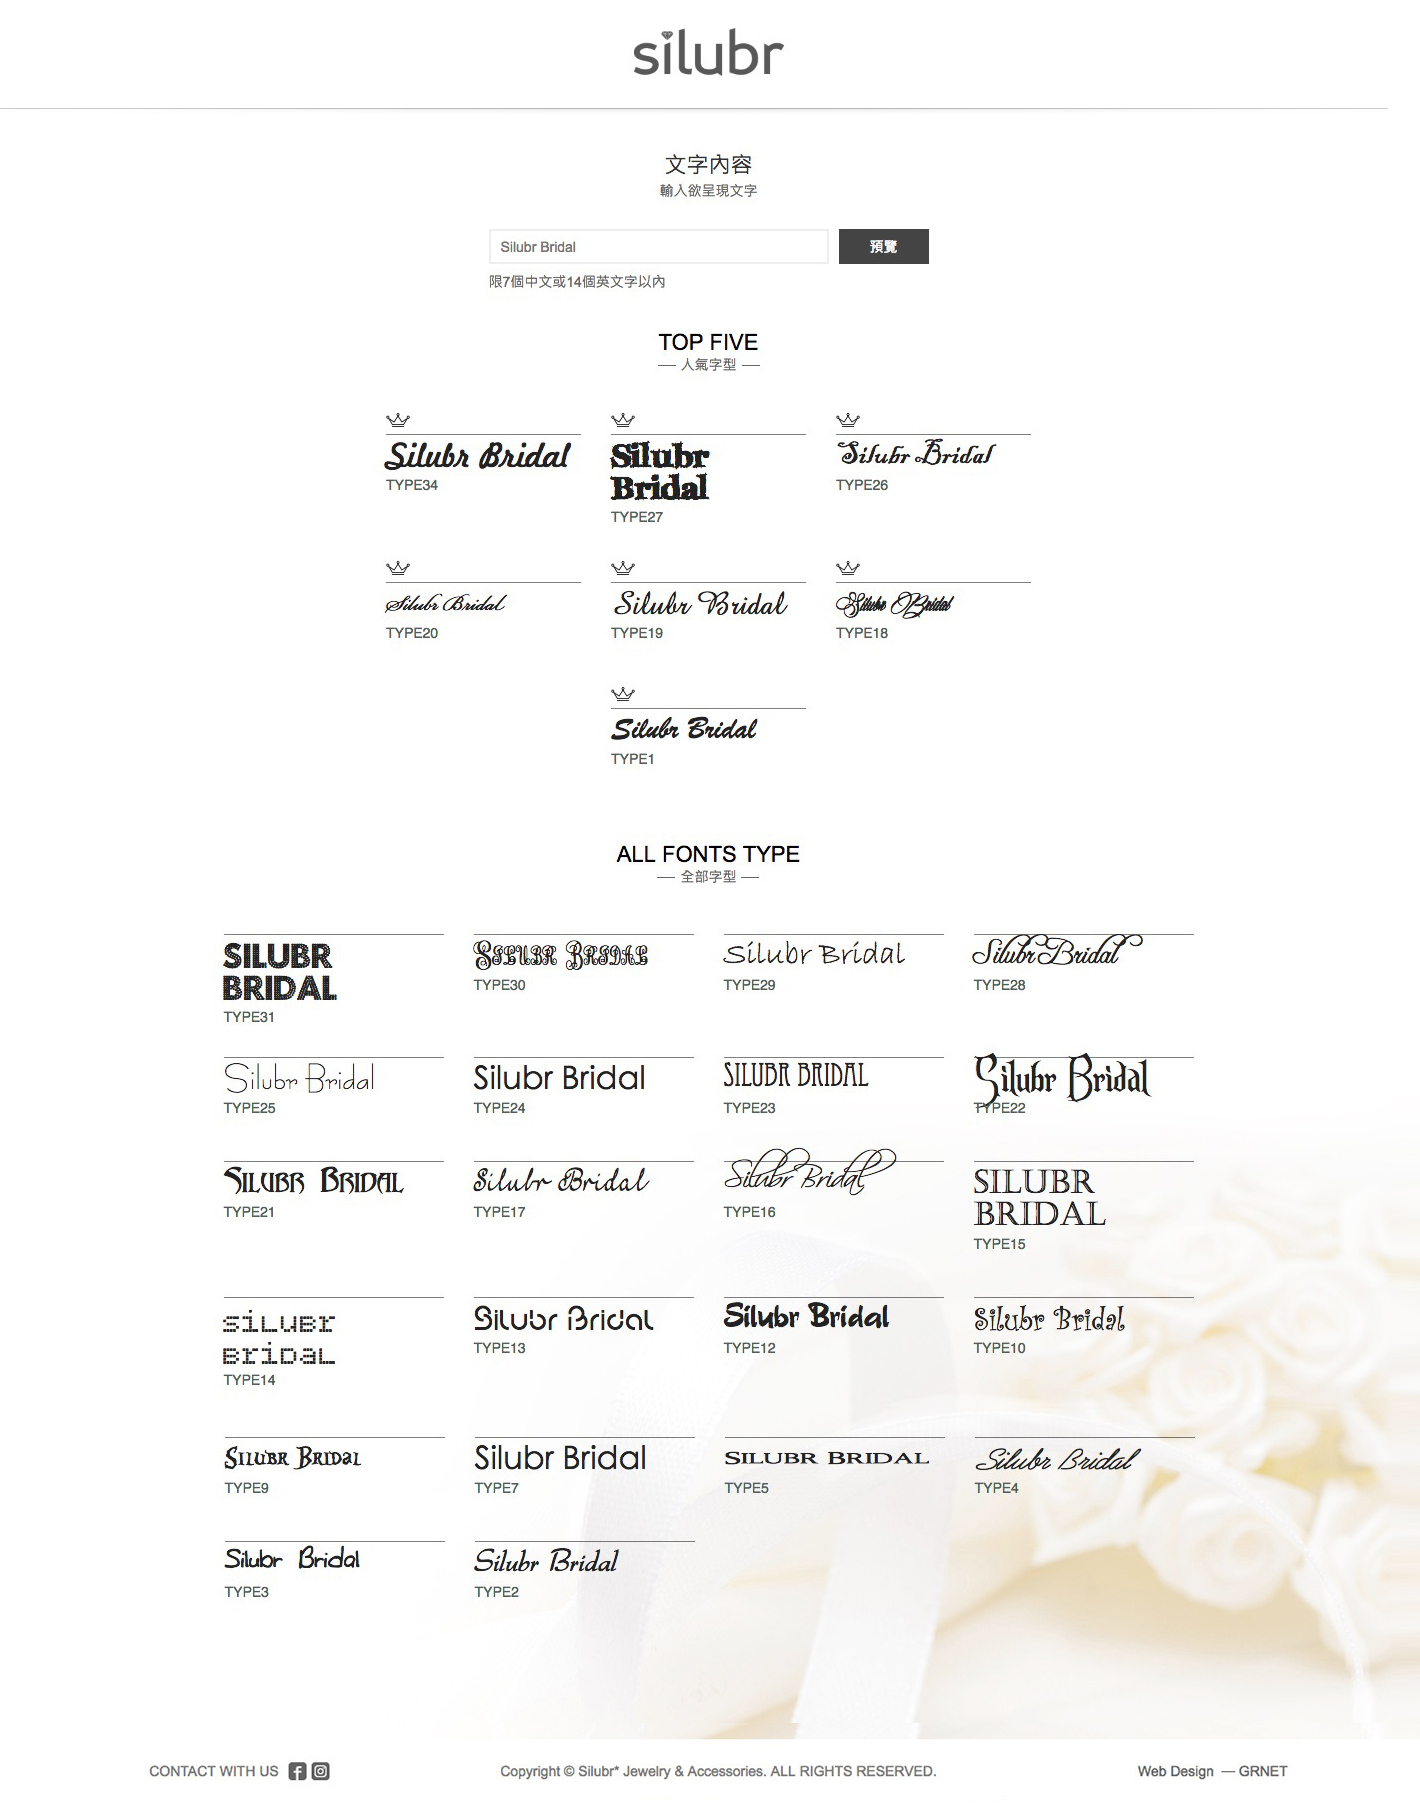 silubr
文字內容
輸入欲呈現文字
Silubr Bridal
預覽
限7個中文或14個英文字以內
TOP FIVE
人氣字型
Silubr Bridal
TYPE34
Silubr
Bridal
TYPE27
Silubr Bridal
TYPE26
Silubr Bridal
TYPE20
Silubr Bridal
TYPE19
Silubr Bridal
TYPE18
Silubr Bridal
TYPE1
ALL FONTS TYPE
全部字型
SILUBR
BRIDAL
TYPE31
SILUBR BRIDAL
TYPE30
Silubr Bridal
TYPE29
Silubr Bridal
TYPE28
Silubr Bridal
TYPE25
Silubr Bridal
TYPE24
SILUBR BRIDAL
TYPE23
Silubr Bridal
TYPE22
SILUBR BRIDAL
TYPE21
Silubr Bridal
TYPE17
Silubr Bridal
TYPE16
SILUBR
BRIDAL
TYPE15
siLUBr
BriDaL
TYPE14
Silubr Bridal
TYPE13
Silubr Bridal
TYPE12
Silubr Bridal
TYPE10
SILUBR BRIDAL
TYPE9
Silubr Bridal
TYPE7
SILUBR BRIDAL
TYPE5
Silubr Bridal
TYPE4
Silubr Bridal
TYPE3
Silubr Bridal
TYPE2
CONTACT WITH US
Copyright © Silubr* Jewelry & Accessories. ALL RIGHTS RESERVED.
Web Design — GRNET